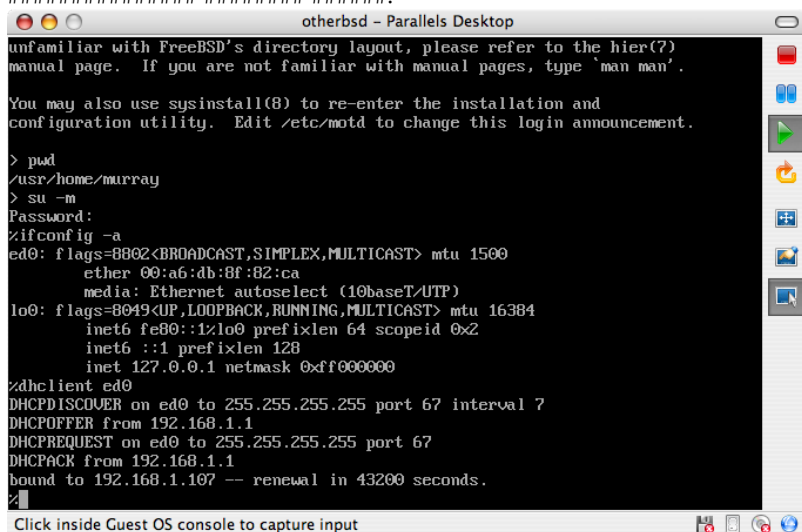 otherbsd – Parallels Desktop
unfamiliar with FreeBSD's directory layout, please refer to the hier(7)
manual page.  If you are not familiar with manual pages, type `man man'.
You may also use sysinstall(8) to re-enter the installation and
configuration utility.  Edit /etc/motd to change this login announcement.
> pwd
/usr/home/murray
> su -m
Password:
%ifconfig -a
ed0: flags=8802<BROADCAST,SIMPLEX,MULTICAST> mtu 1500
        ether 00:a6:db:8f:82:ca
        media: Ethernet autoselect (10baseT/UTP)
lo0: flags=8049<UP,LOOPBACK,RUNNING,MULTICAST> mtu 16384
        inet6 fe80::1%lo0 prefixlen 64 scopeid 0x2
        inet6 ::1 prefixlen 128
        inet 127.0.0.1 netmask 0xff000000
%dhclient ed0
DHCPDISCOVER on ed0 to 255.255.255.255 port 67 interval 7
DHCPOFFER from 192.168.1.1
DHCPREQUEST on ed0 to 255.255.255.255 port 67
DHCPACK from 192.168.1.1
bound to 192.168.1.107 -- renewal in 43200 seconds.
%
Click inside Guest OS console to capture input